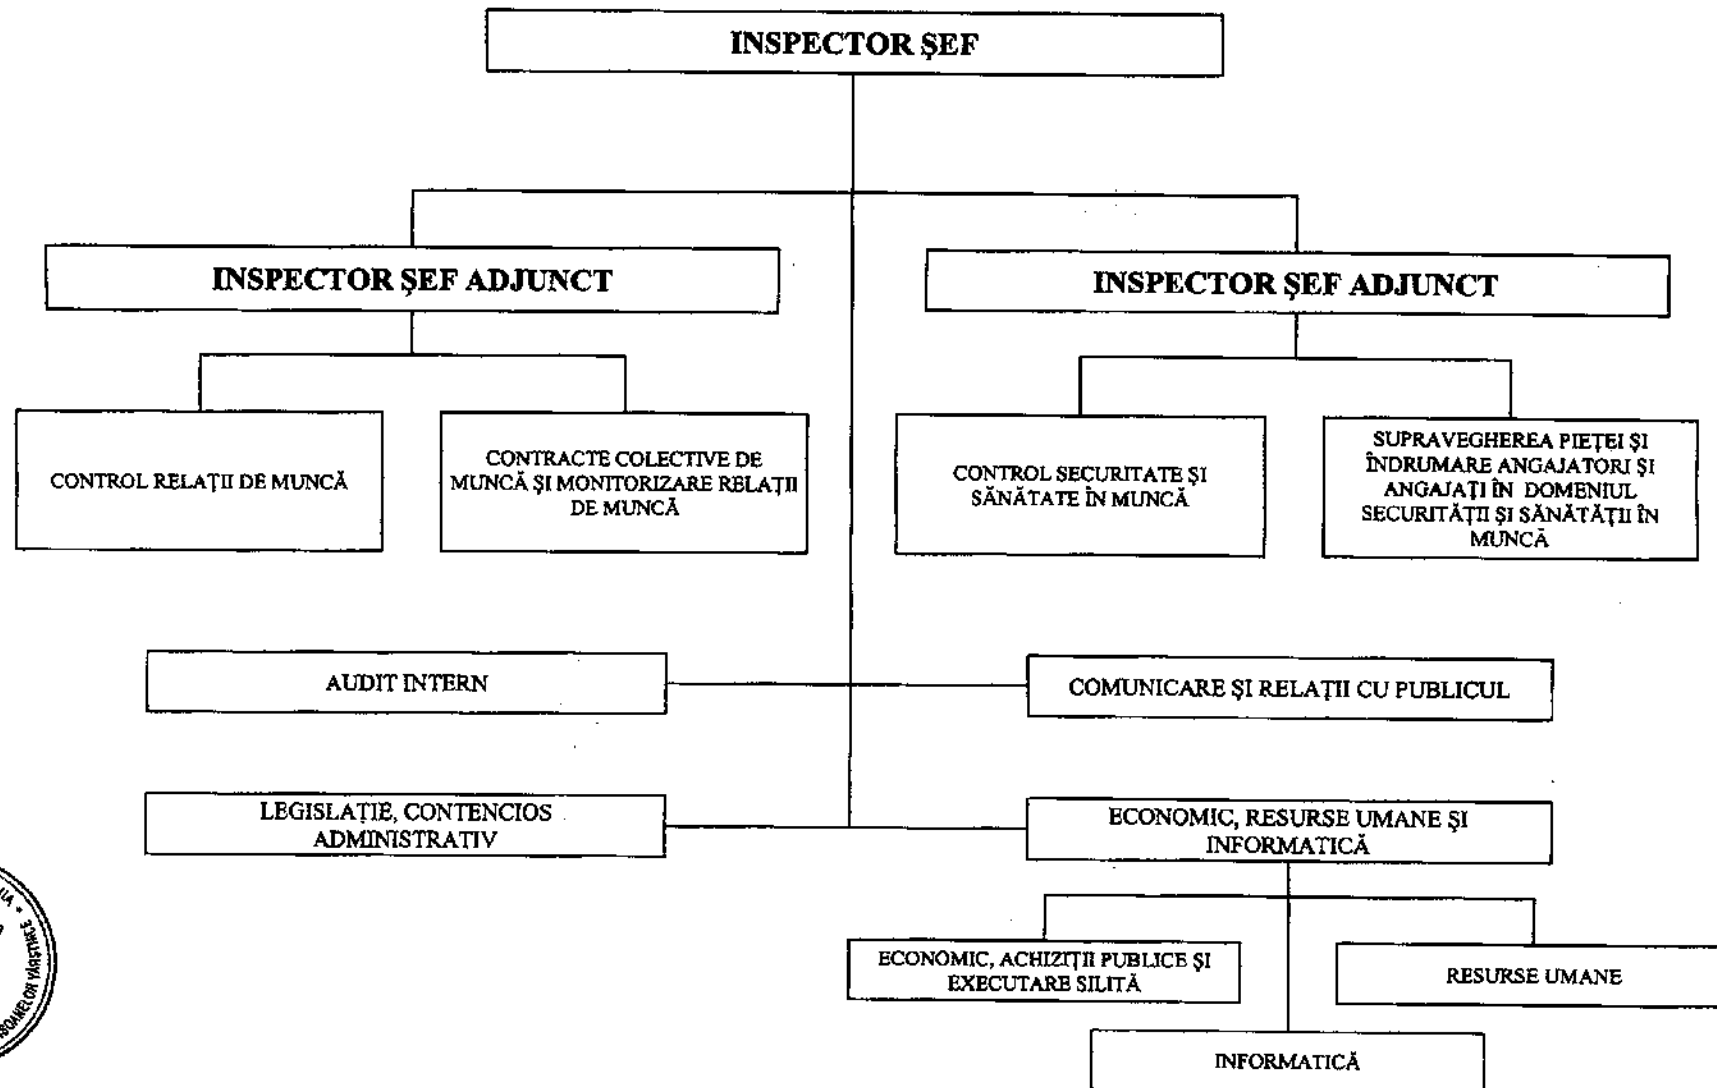 INSPECTOR ŞEF
INSPECTOR ŞEF ADJUNCT
INSPECTOR ŞEF ADJUNCT
CONTROL RELAŢII DE MUNCĂ
CONTRACTE COLECTIVE DE
MUNCĂ ŞI MONITORIZARE RELAŢII
DE MUNCĂ
CONTROL SECURITATE ŞI
SĂNĂTATE ÎN MUNCĂ
SUPRAVEGHEREA PIEŢEI ŞI
ÎNDRUMARE ANGAJATORI ŞI
ANGAJAŢI ÎN DOMENIUL
SECURITĂŢII ŞI SĂNĂTĂŢII ÎN
MUNCĂ
AUDIT INTERN
COMUNICARE ŞI RELAŢII CU PUBLICUL
LEGISLAŢIE, CONTENCIOS
ADMINISTRATIV
ECONOMIC, RESURSE UMANE ŞI
INFORMATICĂ
ECONOMIC, ACHIZIŢII PUBLICE ŞI
EXECUTARE SILITĂ
RESURSE UMANE
INFORMATICĂ
VÂRSTNICE